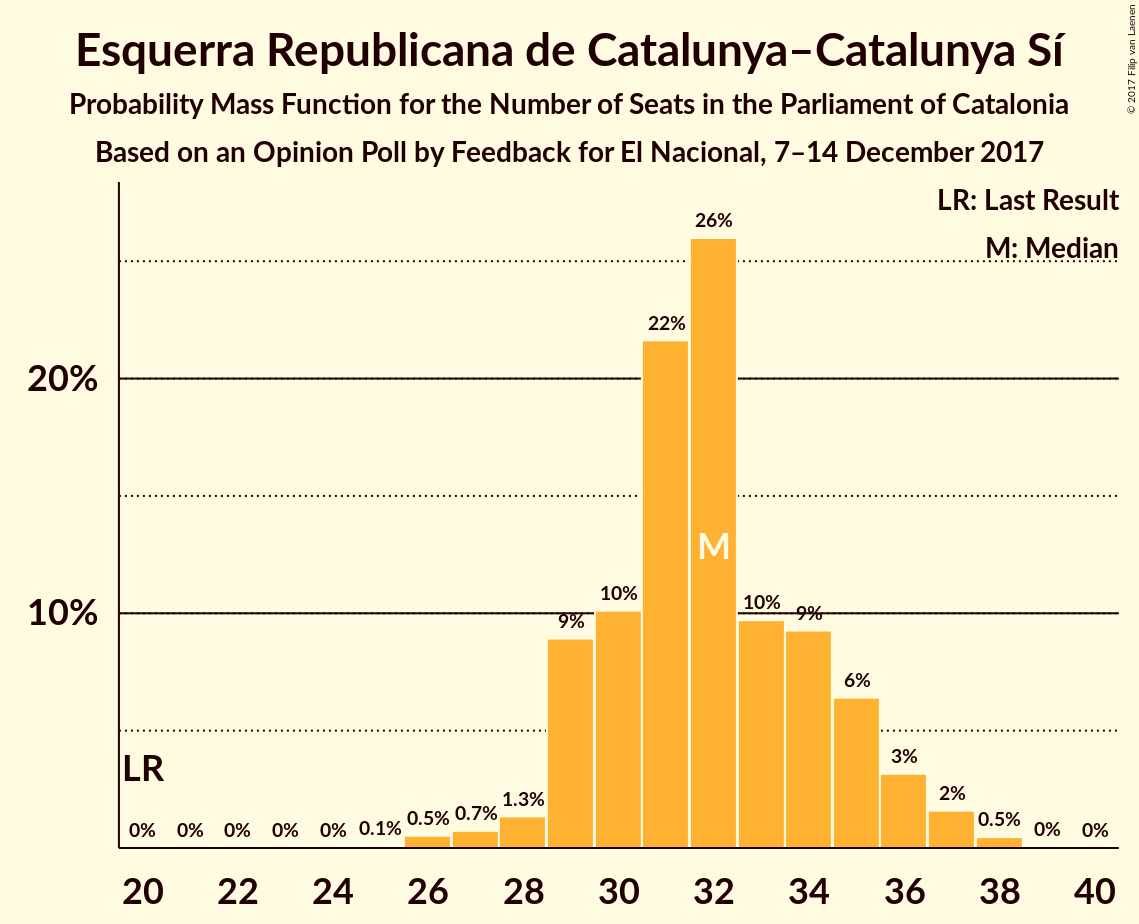 Esquerra Republicana de Catalunya–Catalunya Sí
Probability Mass Function for the Number of Seats in the Parliament of Catalonia
Based on an Opinion Poll by Feedback for El Nacional, 7–14 December 2017
© 2017 Filip van Laenen
LR: Last Result
M: Median
26%
22%
20%
M
10%
10%
10%
9%
9%
6%
LR
3%
2%
1.3%
0.7%
0.5%
0.5%
0% 0% 0% 0% 0% 0.1% 0% 0%
20 22 24 26 28 30 32 34 36 38 40